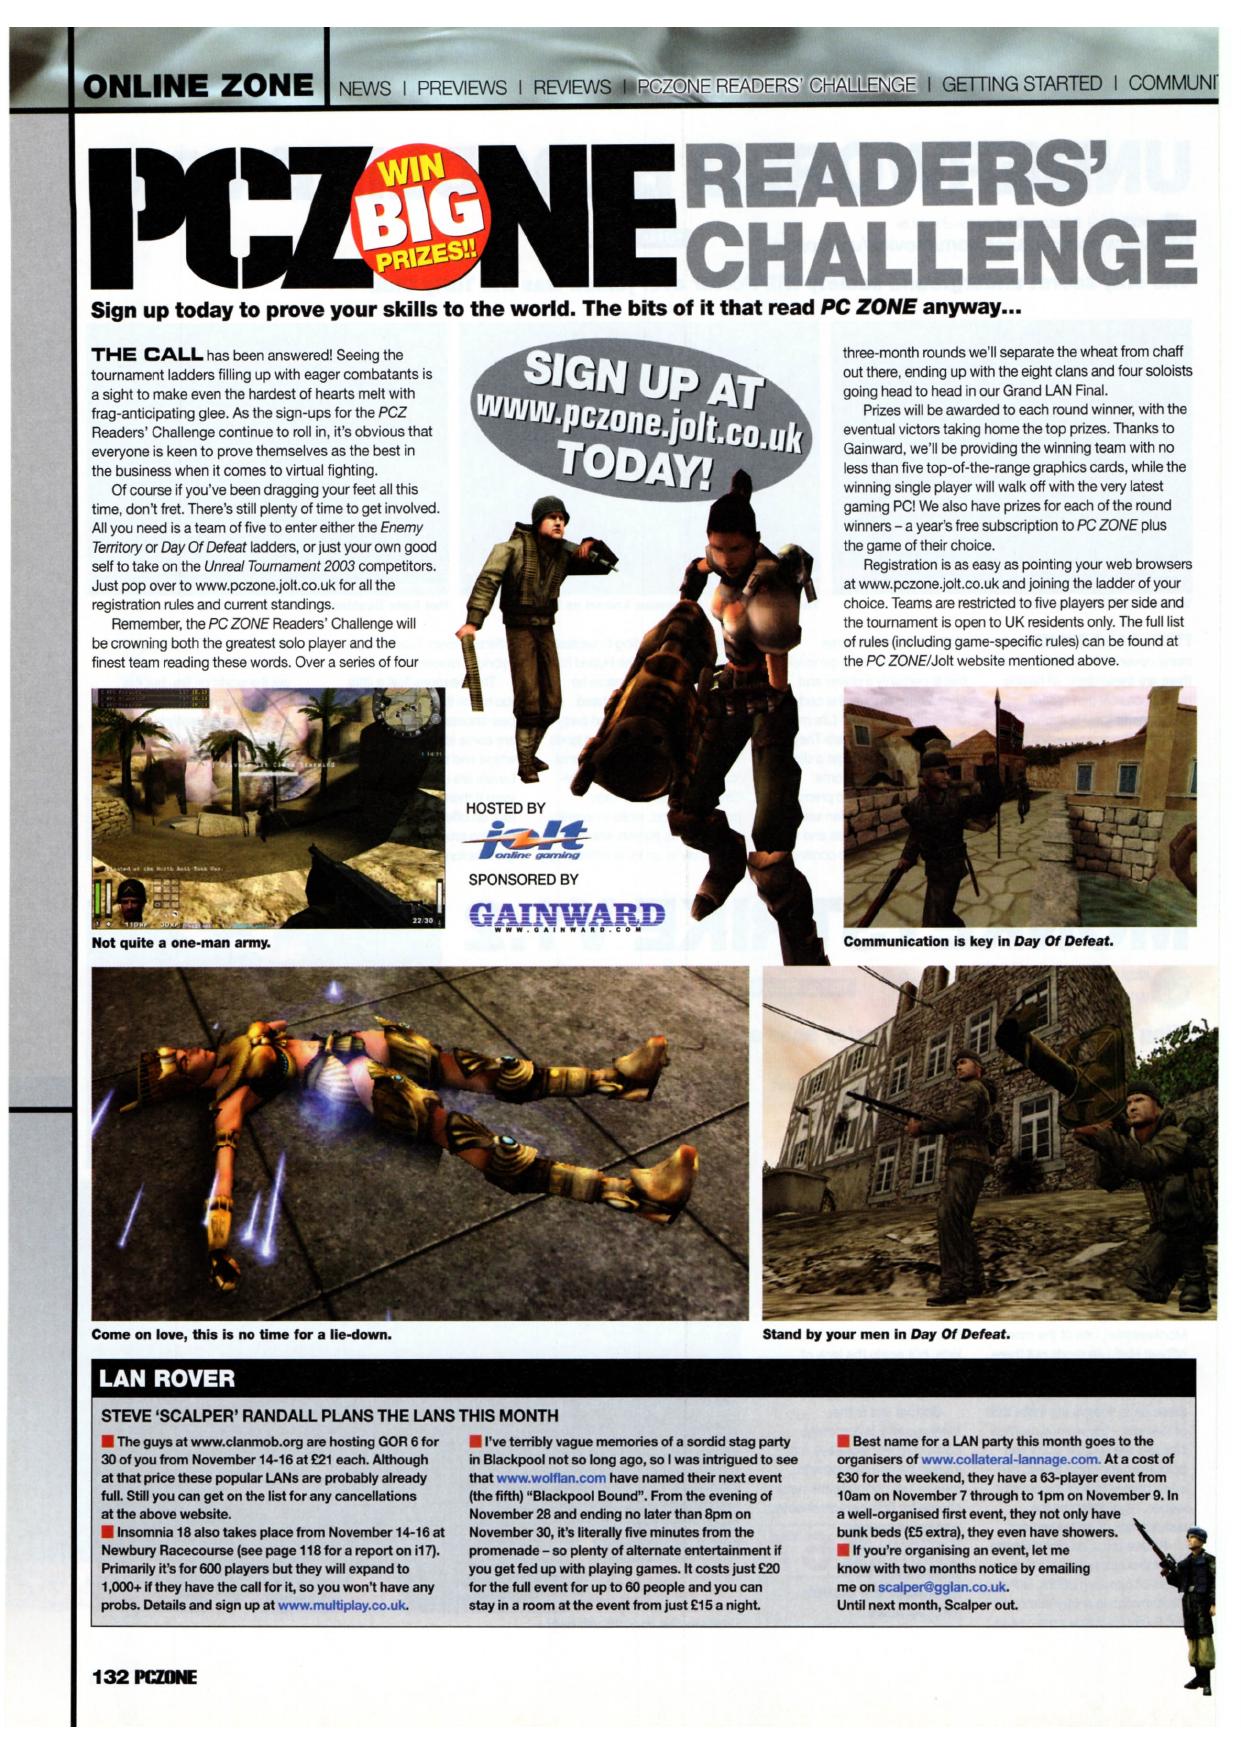 ONLINE ZONE
NEWS | PREVIEWS | REVIEWS | PCZONE READERS' CHALLENGE | GETTING STARTED | COMMUNI
PCZONE READERS'
CHALLENGE
WIN
BIG
PRIZES!!
Sign up today to prove your skills to the world. The bits of it that read PC ZONE anyway...
THE CALL has been answered! Seeing the
tournament ladders filling up with eager combatants is
a sight to make even the hardest of hearts melt with
frag-anticipating glee. As the sign-ups for the PCZ
Readers' Challenge continue to roll in, it's obvious that
everyone is keen to prove themselves as the best in
the business when it comes to virtual fighting.
Of course if you've been dragging your feet all this
time, don't fret. There's still plenty of time to get involved.
All you need is a team of five to enter either the Enemy
Territory or Day Of Defeat ladders, or just your own good
self to take on the Unreal Tournament 2003 competitors.
Just pop over to www.pczone.jolt.co.uk for all the
registration rules and current standings.
Remember, the PC ZONE Readers' Challenge will
be crowning both the greatest solo player and the
finest team reading these words. Over a series of four
SIGN UP AT
www.pczone.jolt.co.uk
TODAY!
HOSTED BY
jolt
online gaming
SPONSORED BY
GAINWARD
WWW.GAINWARD.COM
three-month rounds we'll separate the wheat from chaff
out there, ending up with the eight clans and four soloists
going head to head in our Grand LAN Final.
Prizes will be awarded to each round winner, with the
eventual victors taking home the top prizes. Thanks to
Gainward, we'll be providing the winning team with no
less than five top-of-the-range graphics cards, while the
winning single player will walk off with the very latest
gaming PC! We also have prizes for each of the round
winners – a year's free subscription to PC ZONE plus
the game of their choice.
Registration is as easy as pointing your web browsers
at www.pczone.jolt.co.uk and joining the ladder of your
choice. Teams are restricted to five players per side and
the tournament is open to UK residents only. The full list
of rules (including game-specific rules) can be found at
the PC ZONE/Jolt website mentioned above.
22/30
Not quite a one-man army.
Communication is key in Day Of Defeat.
Come on love, this is no time for a lie-down.
Stand by your men in Day Of Defeat.
LAN ROVER
STEVE 'SCALPER' RANDALL PLANS THE LANS THIS MONTH
The guys at www.clanmob.org are hosting GOR 6 for
30 of you from November 14-16 at £21 each. Although
at that price these popular LANs are probably already
full. Still you can get on the list for any cancellations
at the above website.
Insomnia 18 also takes place from November 14-16 at
Newbury Racecourse (see page 118 for a report on i17).
Primarily it's for 600 players but they will expand to
1,000+ if they have the call for it, so you won't have any
probs. Details and sign up at www.multiplay.co.uk.
I've terribly vague memories of a sordid stag party
in Blackpool not so long ago, so I was intrigued to see
that www.wolflan.com have named their next event
(the fifth) "Blackpool Bound". From the evening of
November 28 and ending no later than 8pm on
November 30, it's literally five minutes from the
promenade – so plenty of alternate entertainment if
you get fed up with playing games. It costs just £20
for the full event for up to 60 people and you can
stay in a room at the event from just £15 a night.
Best name for a LAN party this month goes to the
organisers of www.collateral-lannage.com. At a cost of
£30 for the weekend, they have a 63-player event from
10am on November 7 through to 1pm on November 9. In
a well-organised first event, they not only have
bunk beds (£5 extra), they even have showers.
If you're organising an event, let me
know with two months notice by emailing
me on scalper@gglan.co.uk.
Until next month, Scalper out.
132 PCZONE